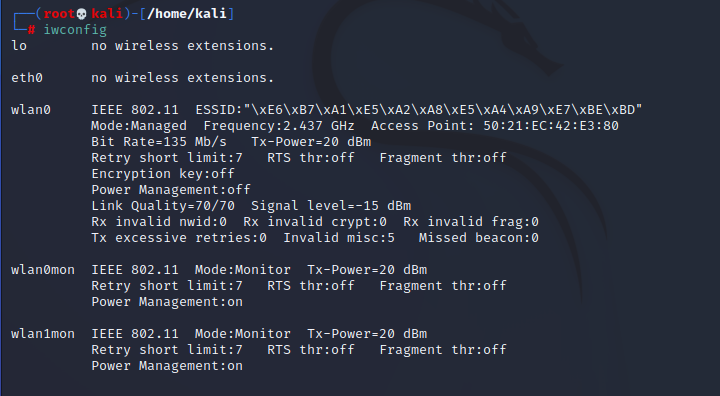 ┌──(root💀kali)-[/home/kali]
└─# iwconfig
lo        no wireless extensions.
eth0      no wireless extensions.
wlan0     IEEE 802.11  ESSID:"\xE6\xB7\xA1\xE5\xA2\xA8\xE5\xA4\xA9\xE7\xBE\xBD"
          Mode:Managed  Frequency:2.437 GHz  Access Point: 50:21:EC:42:E3:80
          Bit Rate=135 Mb/s   Tx-Power=20 dBm
          Retry short limit:7   RTS thr:off   Fragment thr:off
          Encryption key:off
          Power Management:off
          Link Quality=70/70  Signal level=-15 dBm
          Rx invalid nwid:0  Rx invalid crypt:0  Rx invalid frag:0
          Tx excessive retries:0  Invalid misc:5   Missed beacon:0
wlan0mon  IEEE 802.11  Mode:Monitor  Tx-Power=20 dBm
          Retry short limit:7   RTS thr:off   Fragment thr:off
          Power Management:on
wlan1mon  IEEE 802.11  Mode:Monitor  Tx-Power=20 dBm
          Retry short limit:7   RTS thr:off   Fragment thr:off
          Power Management:on